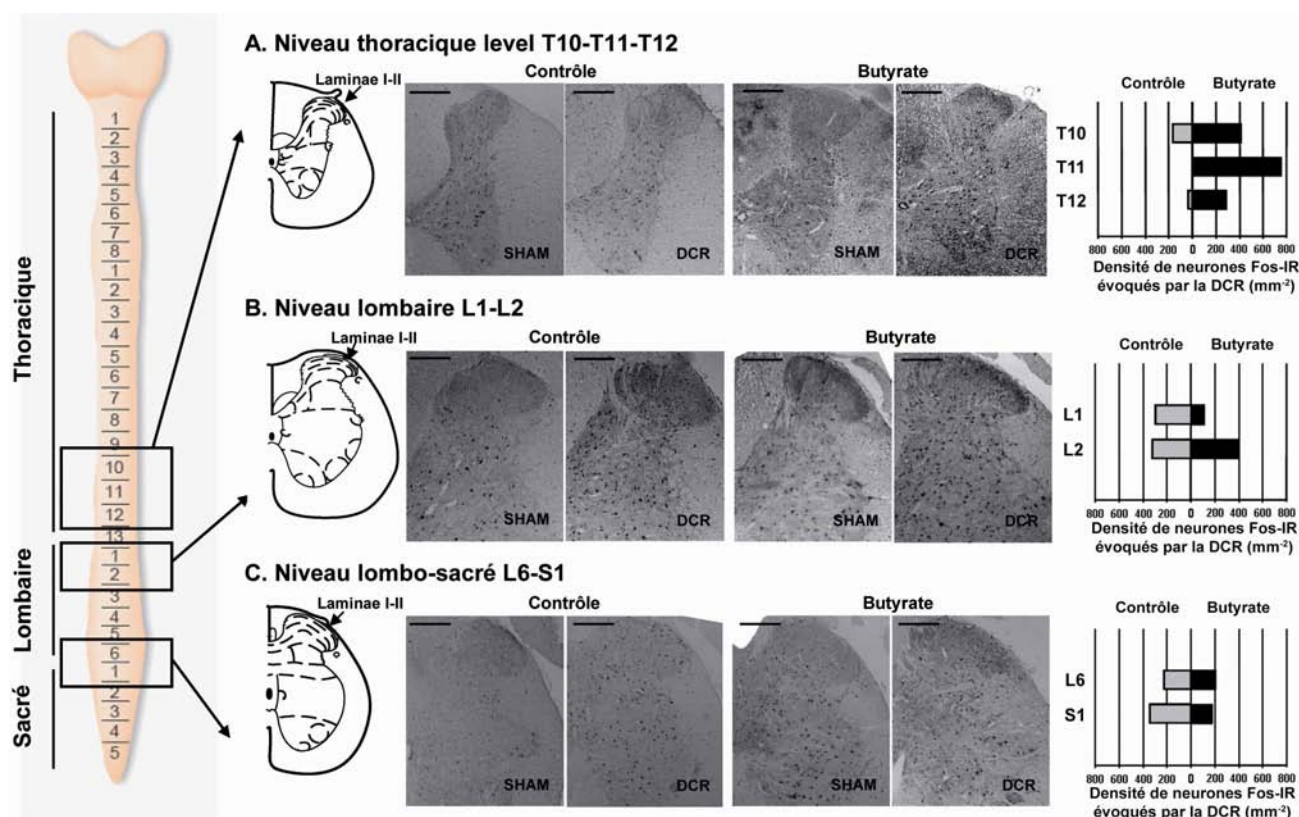 Thoracique
Lombaire
Sacré
1
2
3
4
5
6
7
8
1
2
3
4
5
6
7
8
9
10
11
12
13
1
2
3
4
5
6
1
2
3
4
5
A. Niveau thoracique level T10-T11-T12
Laminae I-II
Contrôle
Butyrate
SHAM
DCR
SHAM
DCR
Contrôle Butyrate
T10
T11
T12
800 600 400 200 0 200 400 600 800
Densité de neurones Fos-IR
évoqués par la DCR (mm-2)
B. Niveau lombaire L1-L2
Laminae I-II
Contrôle
Butyrate
SHAM
DCR
SHAM
DCR
Contrôle Butyrate
L1
L2
800 600 400 200 0 200 400 600 800
Densité de neurones Fos-IR
évoqués par la DCR (mm-2)
C. Niveau lombo-sacré L6-S1
Laminae I-II
Contrôle
Butyrate
SHAM
DCR
SHAM
DCR
Contrôle Butyrate
L6
S1
800 600 400 200 0 200 400 600 800
Densité de neurones Fos-IR
évoqués par la DCR (mm-2)